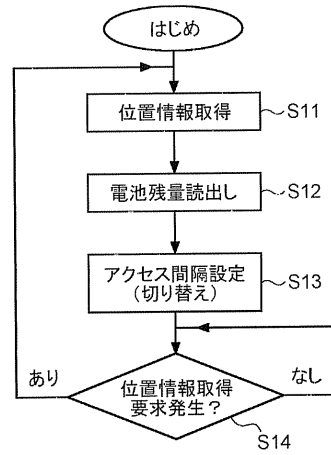 はじめ
位置情報取得
S11
電池残量読出し
S12
アクセス間隔設定
(切り替え)
S13
あり
位置情報取得
要求発生？
なし
S14